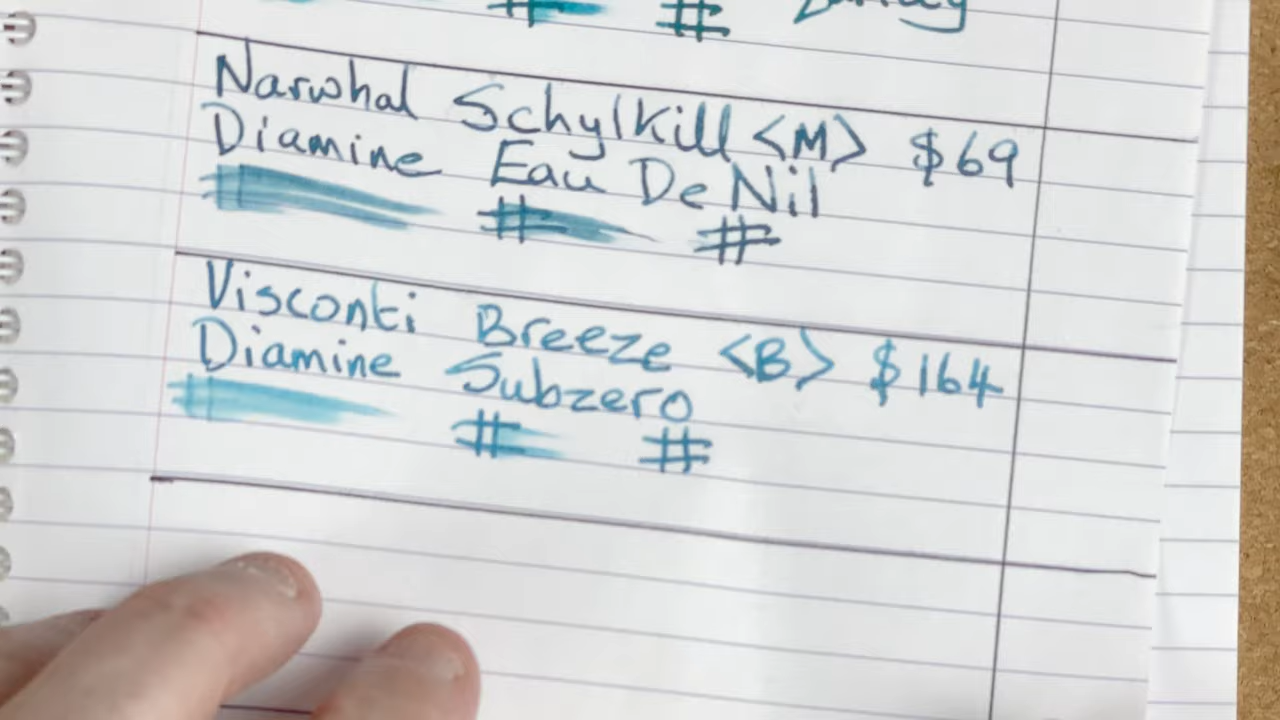 Narwhal Schylkill <M> $69
Diamine Eau De Nil
# #
Visconti Breeze <B> $164
Diamine Subzero
# #